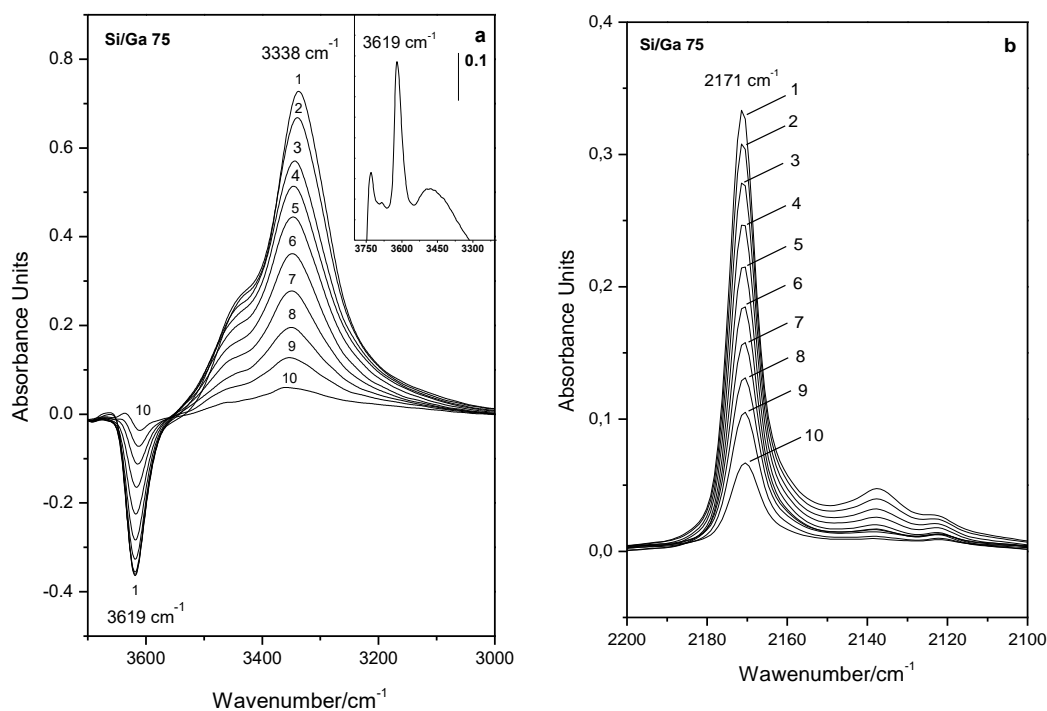 Si/Ga 75
a
3338 cm-1
3619 cm-1
0.1
1
2
3
4
5
6
7
8
9
10
10
1
3619 cm-1
3750 3600 3450 3300
0.8
0.6
0.4
0.2
0.0
-0.2
-0.4
3600 3400 3200 3000
Absorbance Units
Wavenumber/cm-1
Si/Ga 75
b
2171 cm-1
1
2
3
4
5
6
7
8
9
10
0,4
0,3
0,2
0,1
0,0
2200 2180 2160 2140 2120 2100
Absorbance Units
Wawenumber/cm-1